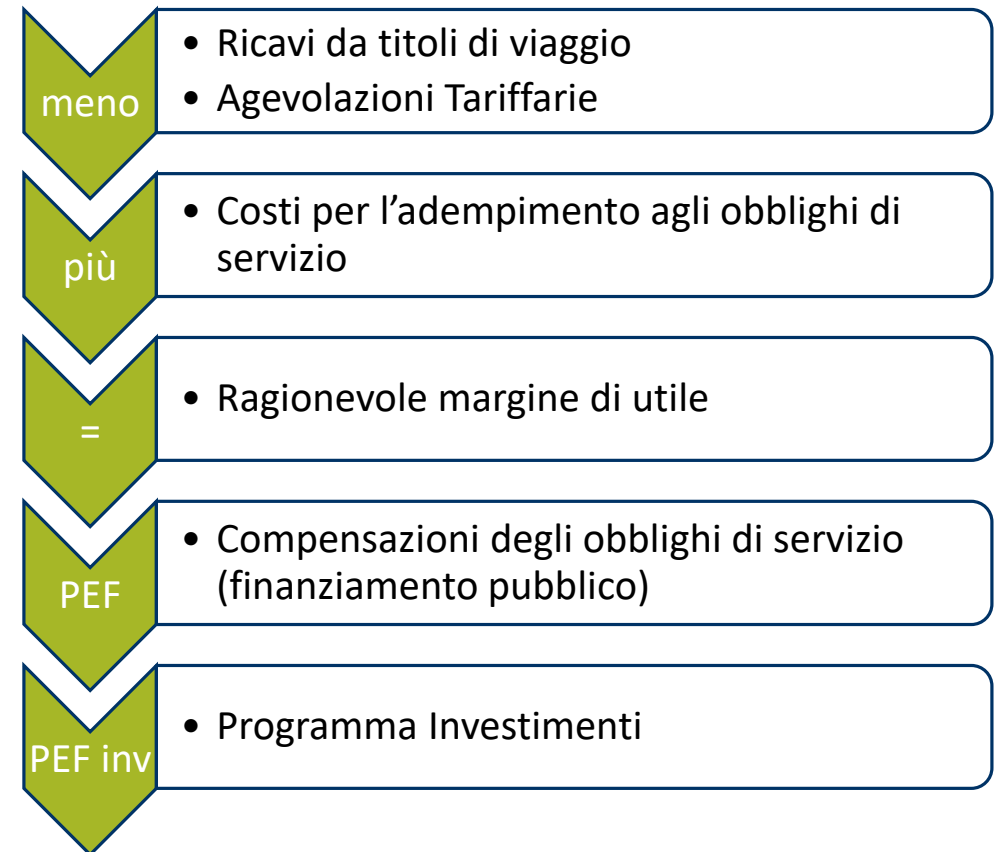 meno
• Ricavi da titoli di viaggio
• Agevolazioni Tariffarie
più
• Costi per l’adempimento agli obblighi di
servizio
=
• Ragionevole margine di utile
PEF
• Compensazioni degli obblighi di servizio
(finanziamento pubblico)
PEF inv
• Programma Investimenti